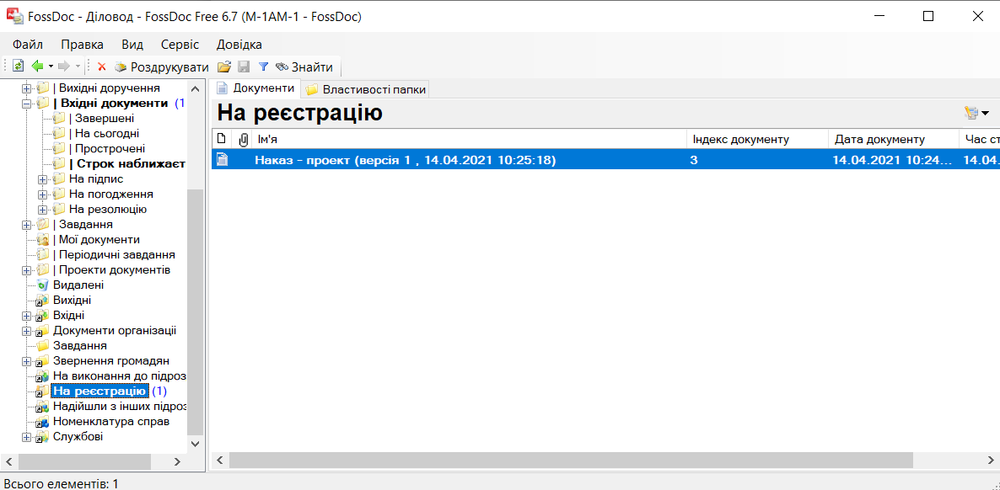 FossDoc - Діловод - FossDoc Free 6.7 (M-1AM-1 - FossDoc)
Файл Правка Вид Сервіс Довідка
Роздрукувати Знайти
| Вихідні доручення
| Вхідні документи (1
| Завершені
| На сьогодні
| Прострочені
| Строк наближаєт
На підпис
На погодження
На резолюцію
| Завдання
| Мої документи
| Періодичні завдання
| Проекти документів
Видалені
Вихідні
Вхідні
Документи організації
Завдання
Звернення громадян
На виконання до підроз
На реєстрацію (1)
Надійшли з інших підроз
Номенклатура справ
Службові
Документи Властивості папки
На реєстрацію
Ім'я Індекс документу Дата документу Час ст
Наказ - проект (версія 1 , 14.04.2021 10:25:18) 3 14.04.2021 10:24... 14.04.
Всього елементів: 1